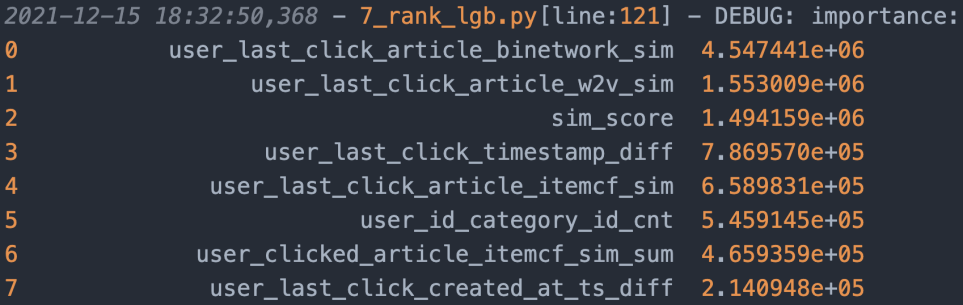 2021-12-15 18:32:50,368 - 7_rank_lgb.py[line:121] - DEBUG: importance:
0 user_last_click_article_binetwork_sim 4.547441e+06
1 user_last_click_article_w2v_sim 1.553009e+06
2 sim_score 1.494159e+06
3 user_last_click_timestamp_diff 7.869570e+05
4 user_last_click_article_itemcf_sim 6.589831e+05
5 user_id_category_id_cnt 5.459145e+05
6 user_clicked_article_itemcf_sim_sum 4.659359e+05
7 user_last_click_created_at_ts_diff 2.140948e+05